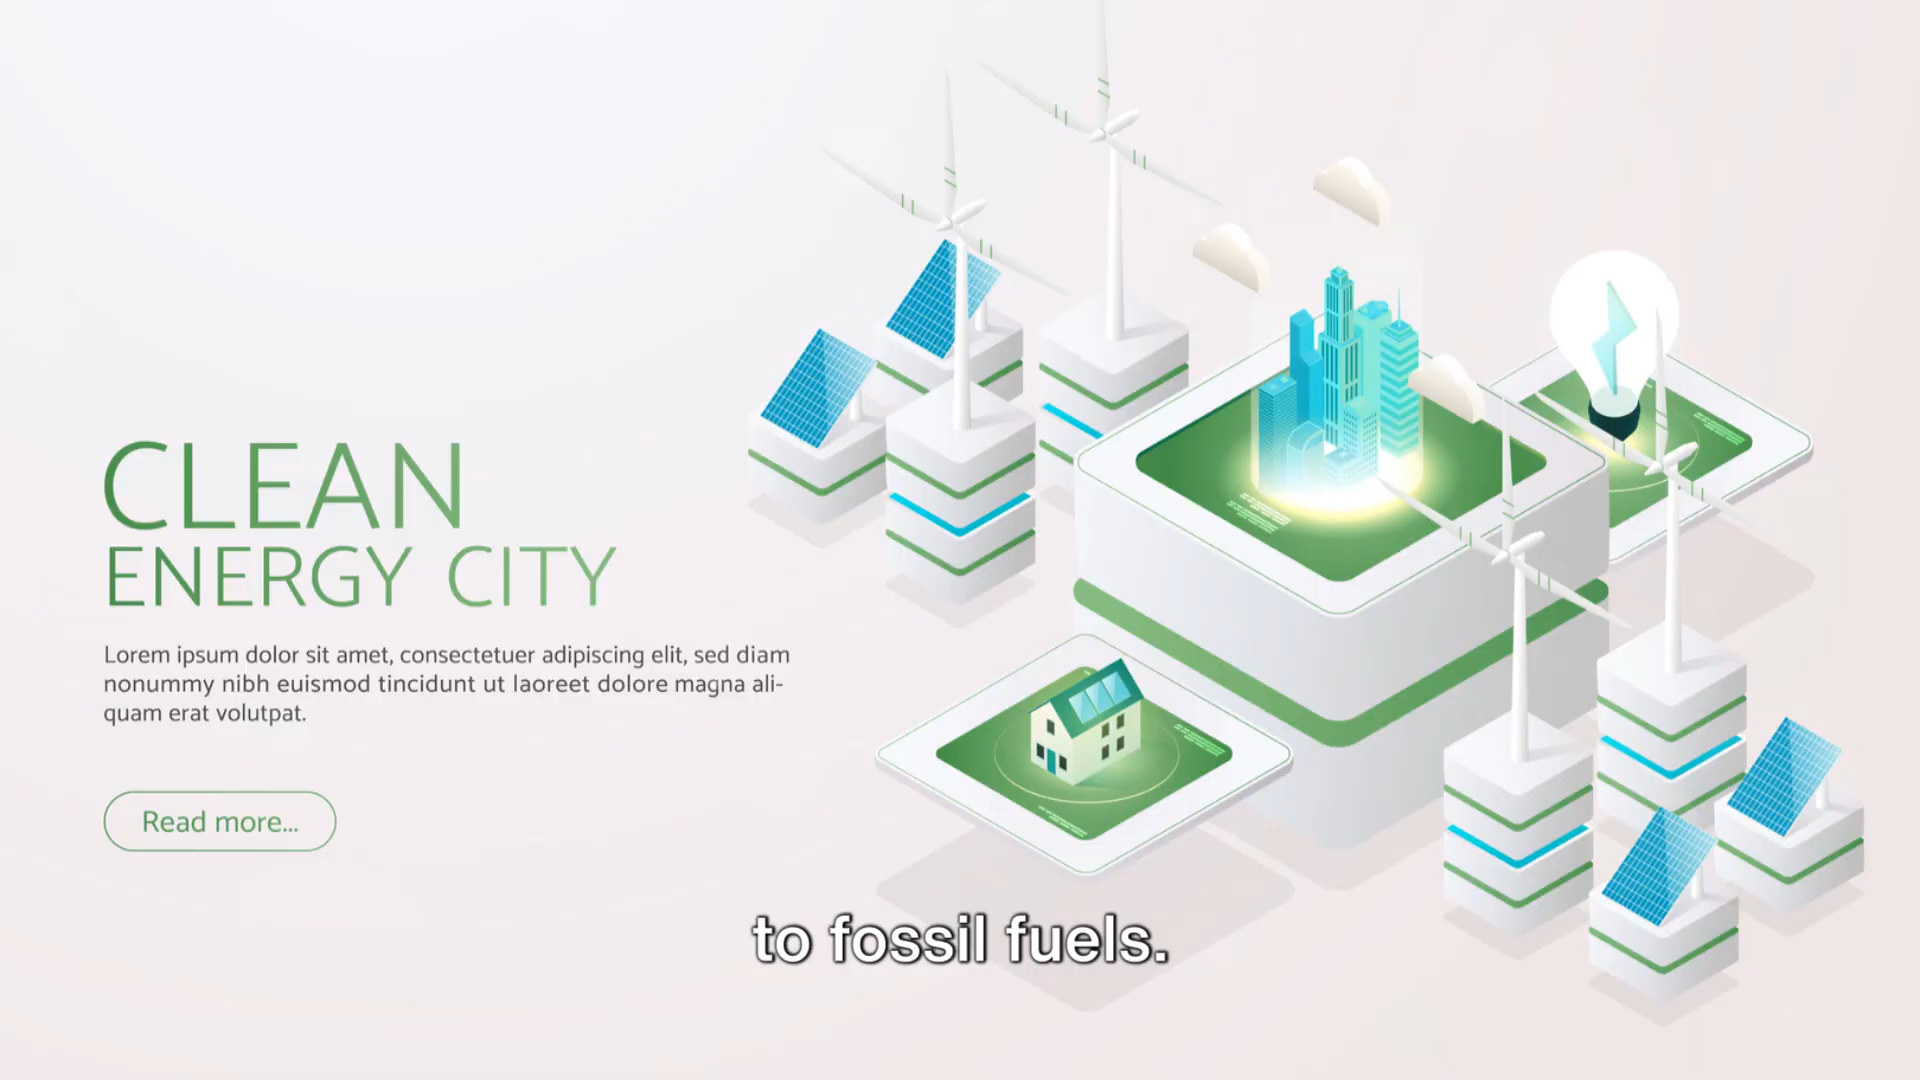 CLEAN
ENERGY CITY
Lorem ipsum dolor sit amet, consectetuer adipiscing elit, sed diam
nonummy nibh euismod tincidunt ut laoreet dolore magna ali-
quam erat volutpat.
Read more...
to fossil fuels.